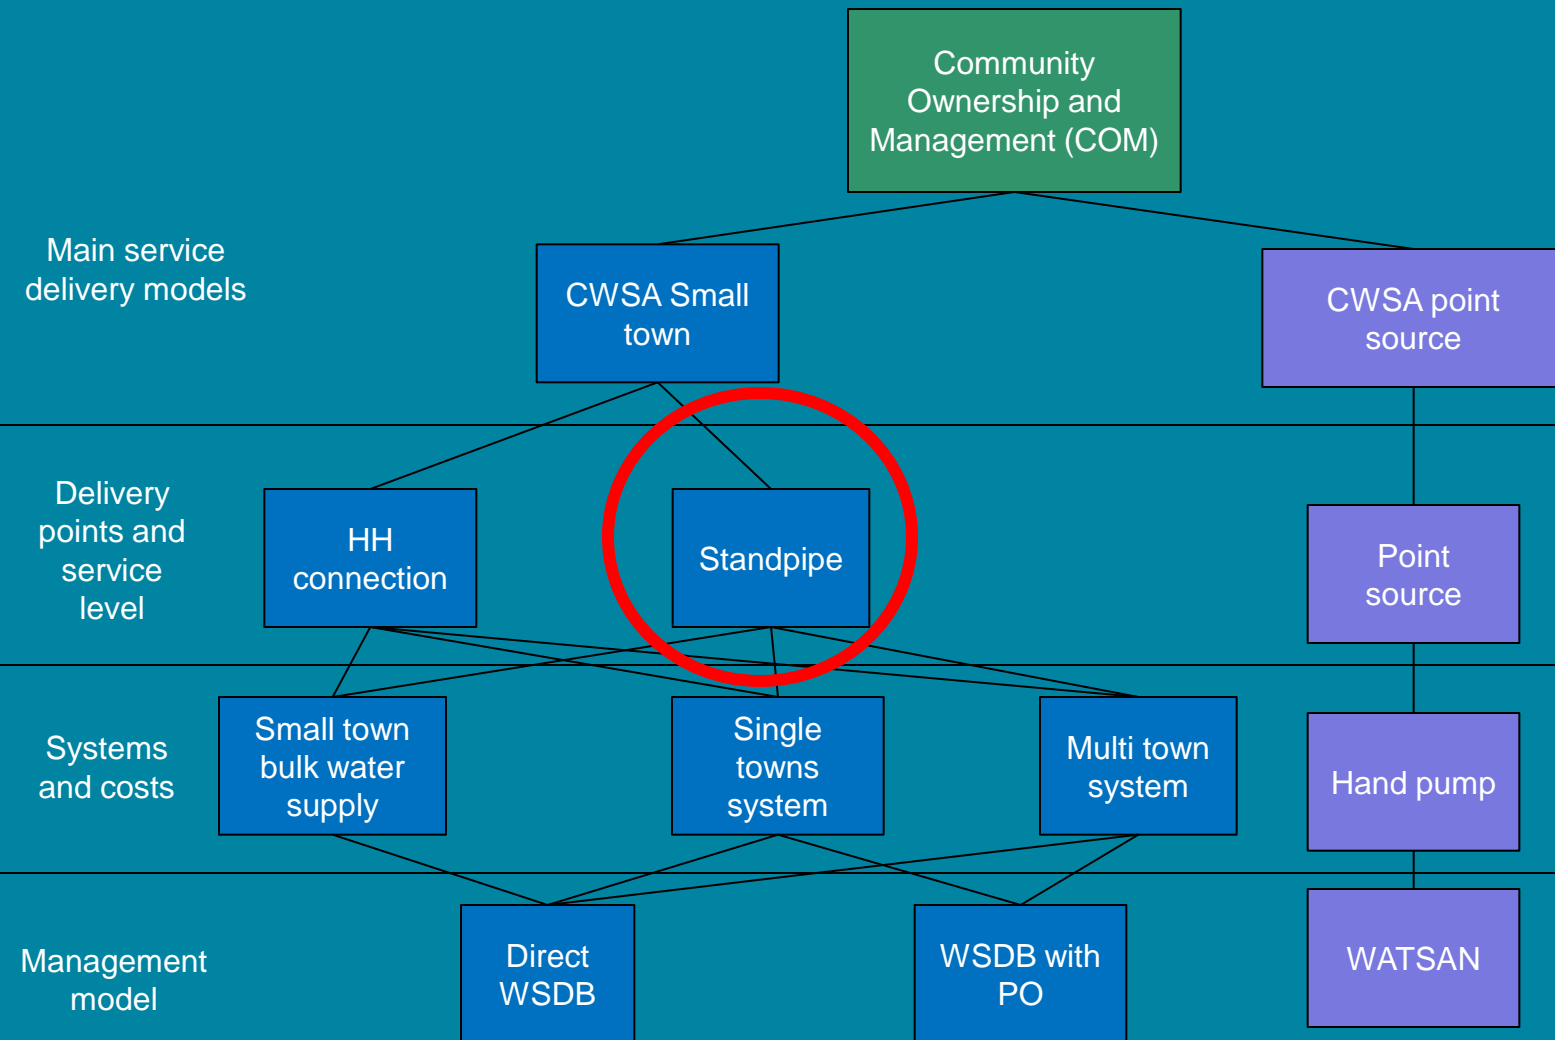 Community
Ownership and
Management (COM)
Main service
delivery models
CWSA Small
town
CWSA point
source
Delivery
points and
service
level
HH
connection
Standpipe
Point
source
Systems
and costs
Small town
bulk water
supply
Single
towns
system
Multi town
system
Hand pump
Management
model
Direct
WSDB
WSDB with
PO
WATSAN